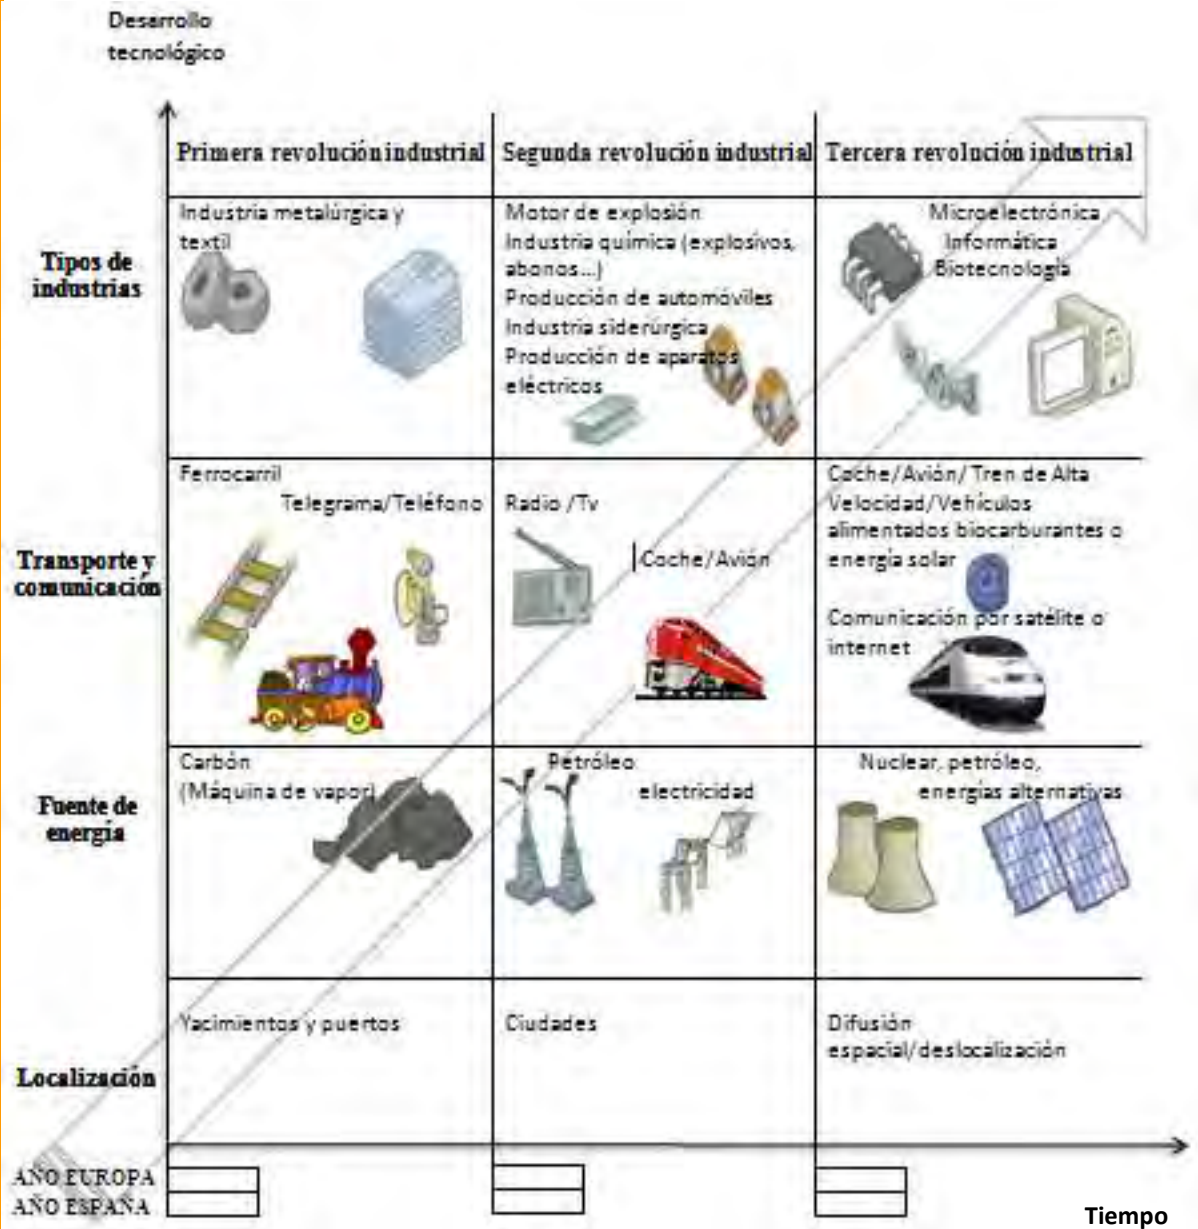 Desarrollo
tecnológico
Primera revolución industrial
Segunda revolución industrial
Tercera revolución industrial
Tipos de
industrias
Industria metalúrgica y
textil
Motor de explosión
Industria química (explosivos,
abonos...)
Producción de automóviles
Industria siderúrgica
Producción de aparatos
eléctricos
Microelectrónica
Informática
Biotecnología
Transporte y
comunicación
Ferrocarril
Telegrama/Teléfono
Radio /Tv
Coche/Avión
Coche/Avión/ Tren de Alta
Velocidad/Vehículos
alimentados biocarburantes o
energía solar
Comunicación por satélite o
internet
Fuente de
energía
Carbón
(Máquina de vapor)
Petróleo
electricidad
Nuclear, petróleo,
energías alternativas
Localización
Yacimientos y puertos
Ciudades
Difusión
espacial/deslocalización
AÑO EUROPA
AÑO ESPAÑA
Tiempo